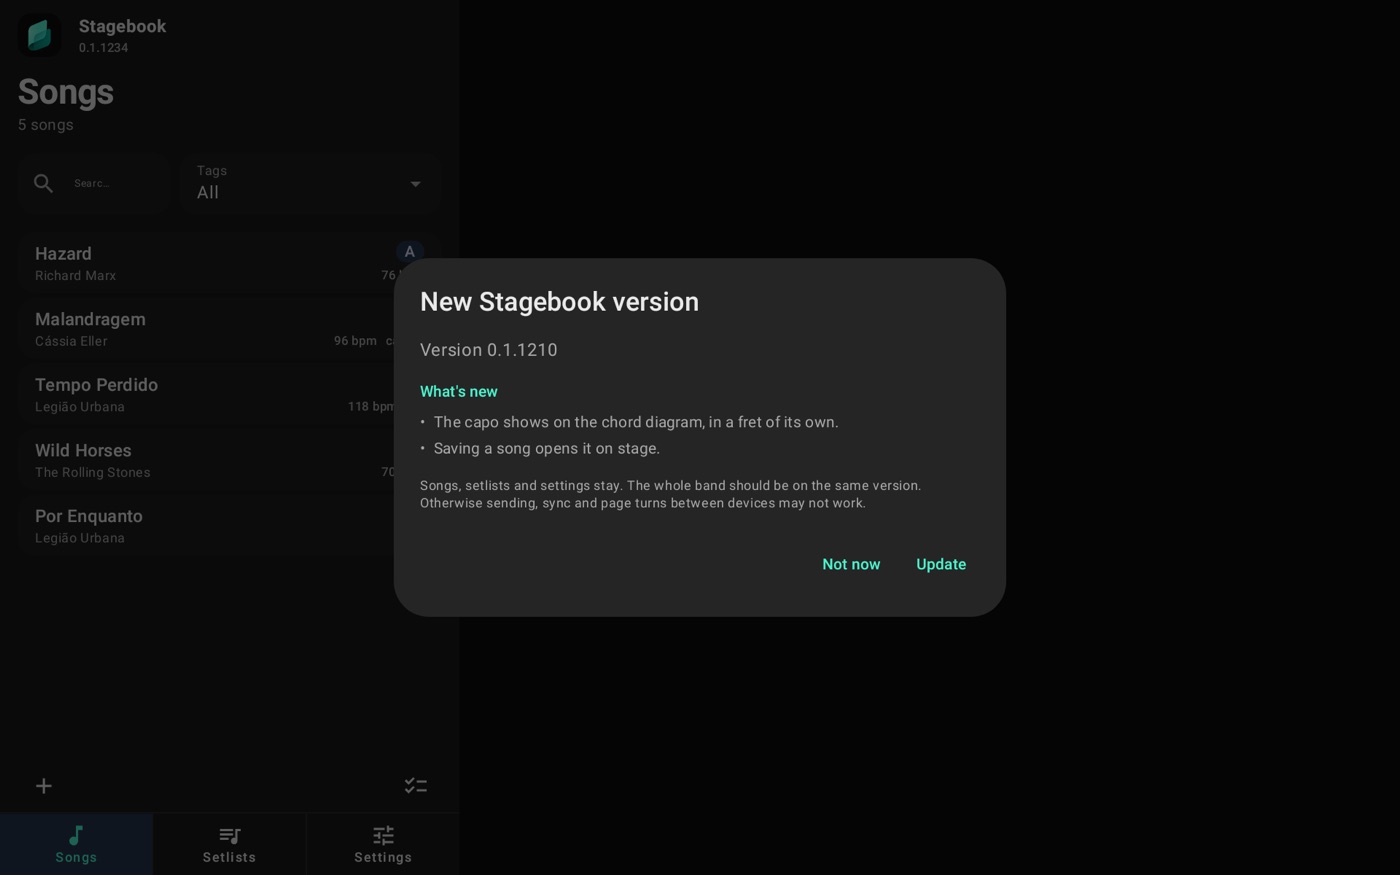 Stagebook
0.1.1234
Songs
5 songs
Searc...
Tags
All
Hazard
A
Richard Marx
76
Malandragem
Cássia Eller
96 bpm
Tempo Perdido
Legião Urbana
118 bpm
Wild Horses
The Rolling Stones
70
Por Enquanto
Legião Urbana
New Stagebook version
Version 0.1.1210
What's new
• The capo shows on the chord diagram, in a fret of its own.
• Saving a song opens it on stage.
Songs, setlists and settings stay. The whole band should be on the same version.
Otherwise sending, sync and page turns between devices may not work.
Not now
Update
Songs
Setlists
Settings